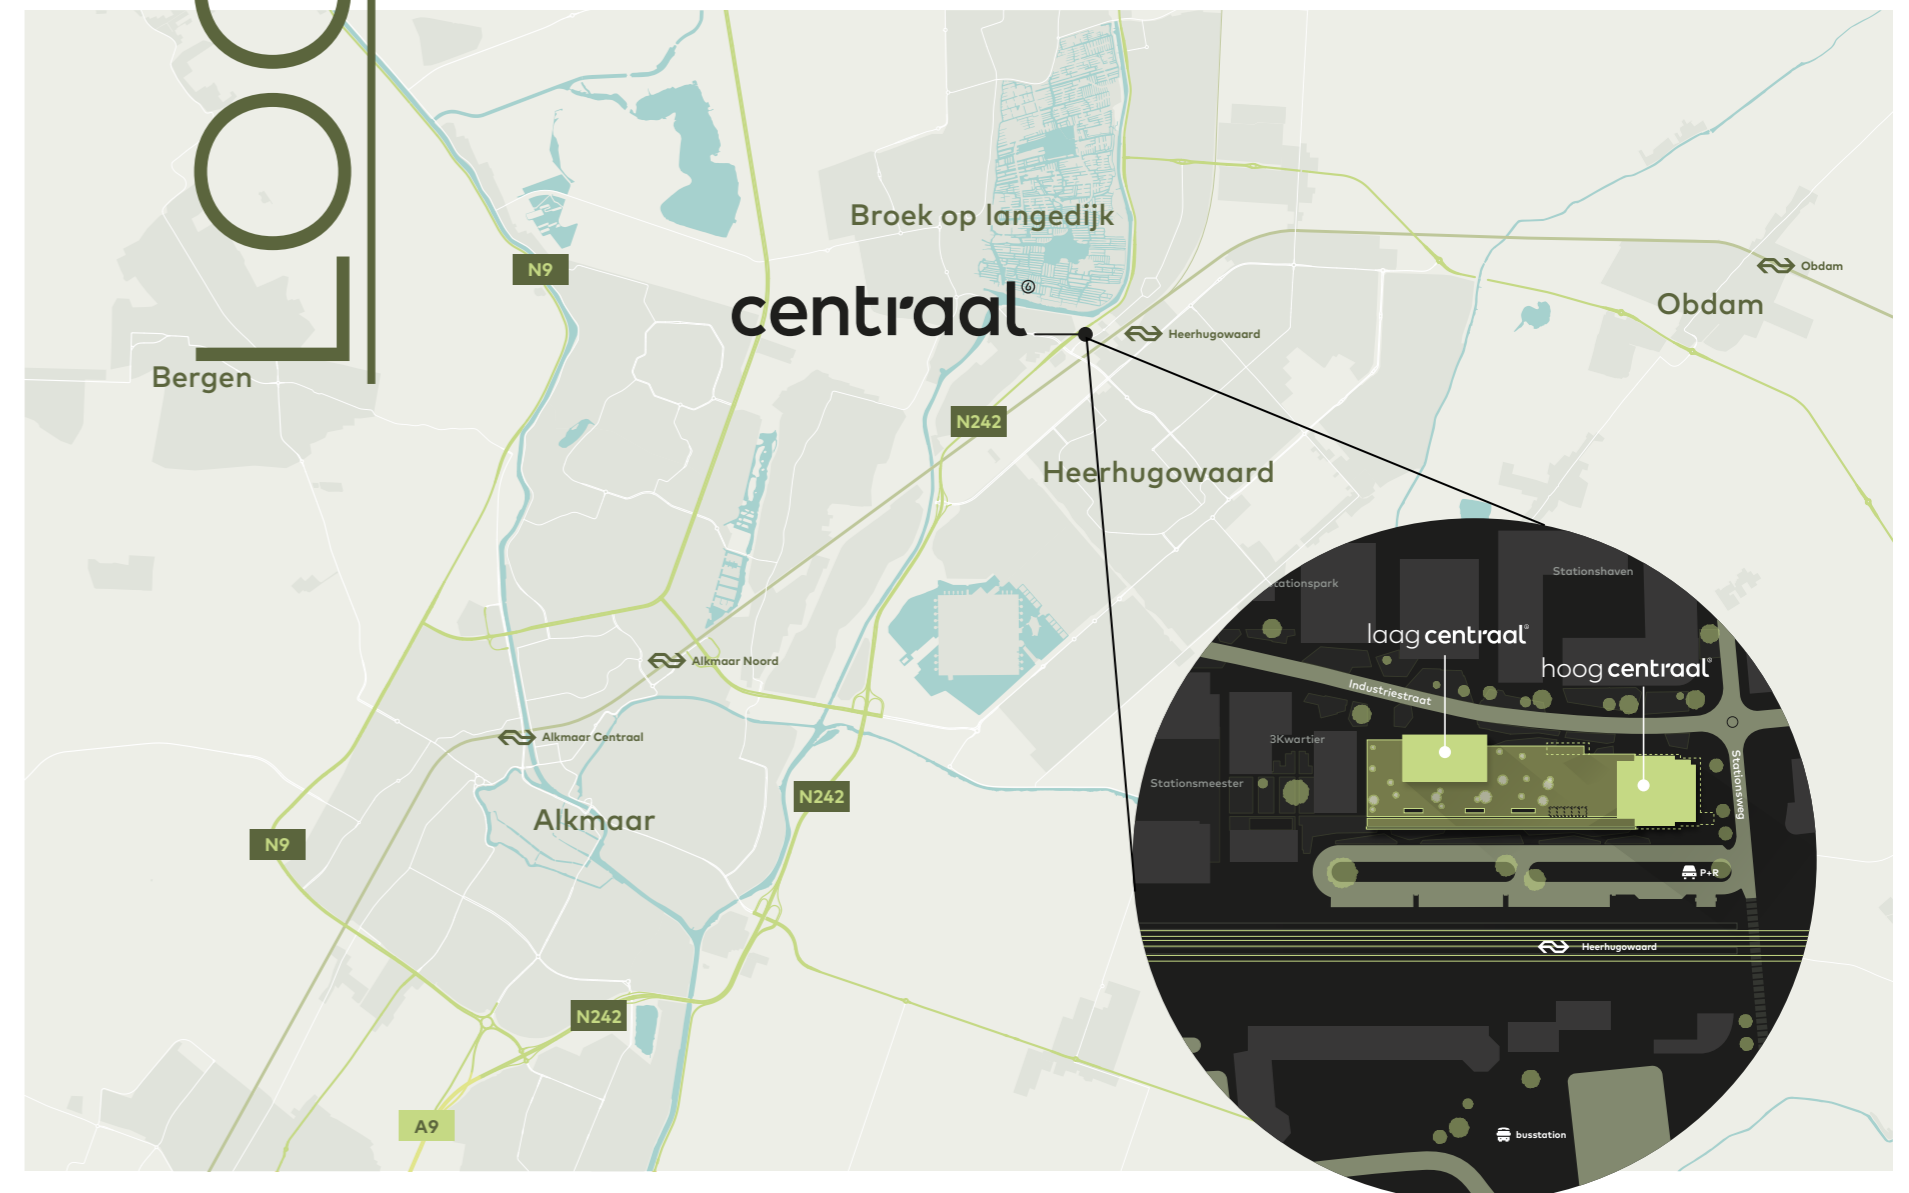 LOC
Broek op langedijk
N9
centraal
Heerhugowaard
Obdam
Obdam
Bergen
N242
Heerhugowaard
Alkmaar Noord
Alkmaar Centraal
N242
Alkmaar
N9
N242
A9
tationspark
Stationshaven
laag centraal
hoog centraal
Industriestraat
3Kwartier
Stationsmeester
Stationsweg
P+R
Heerhugowaard
busstation